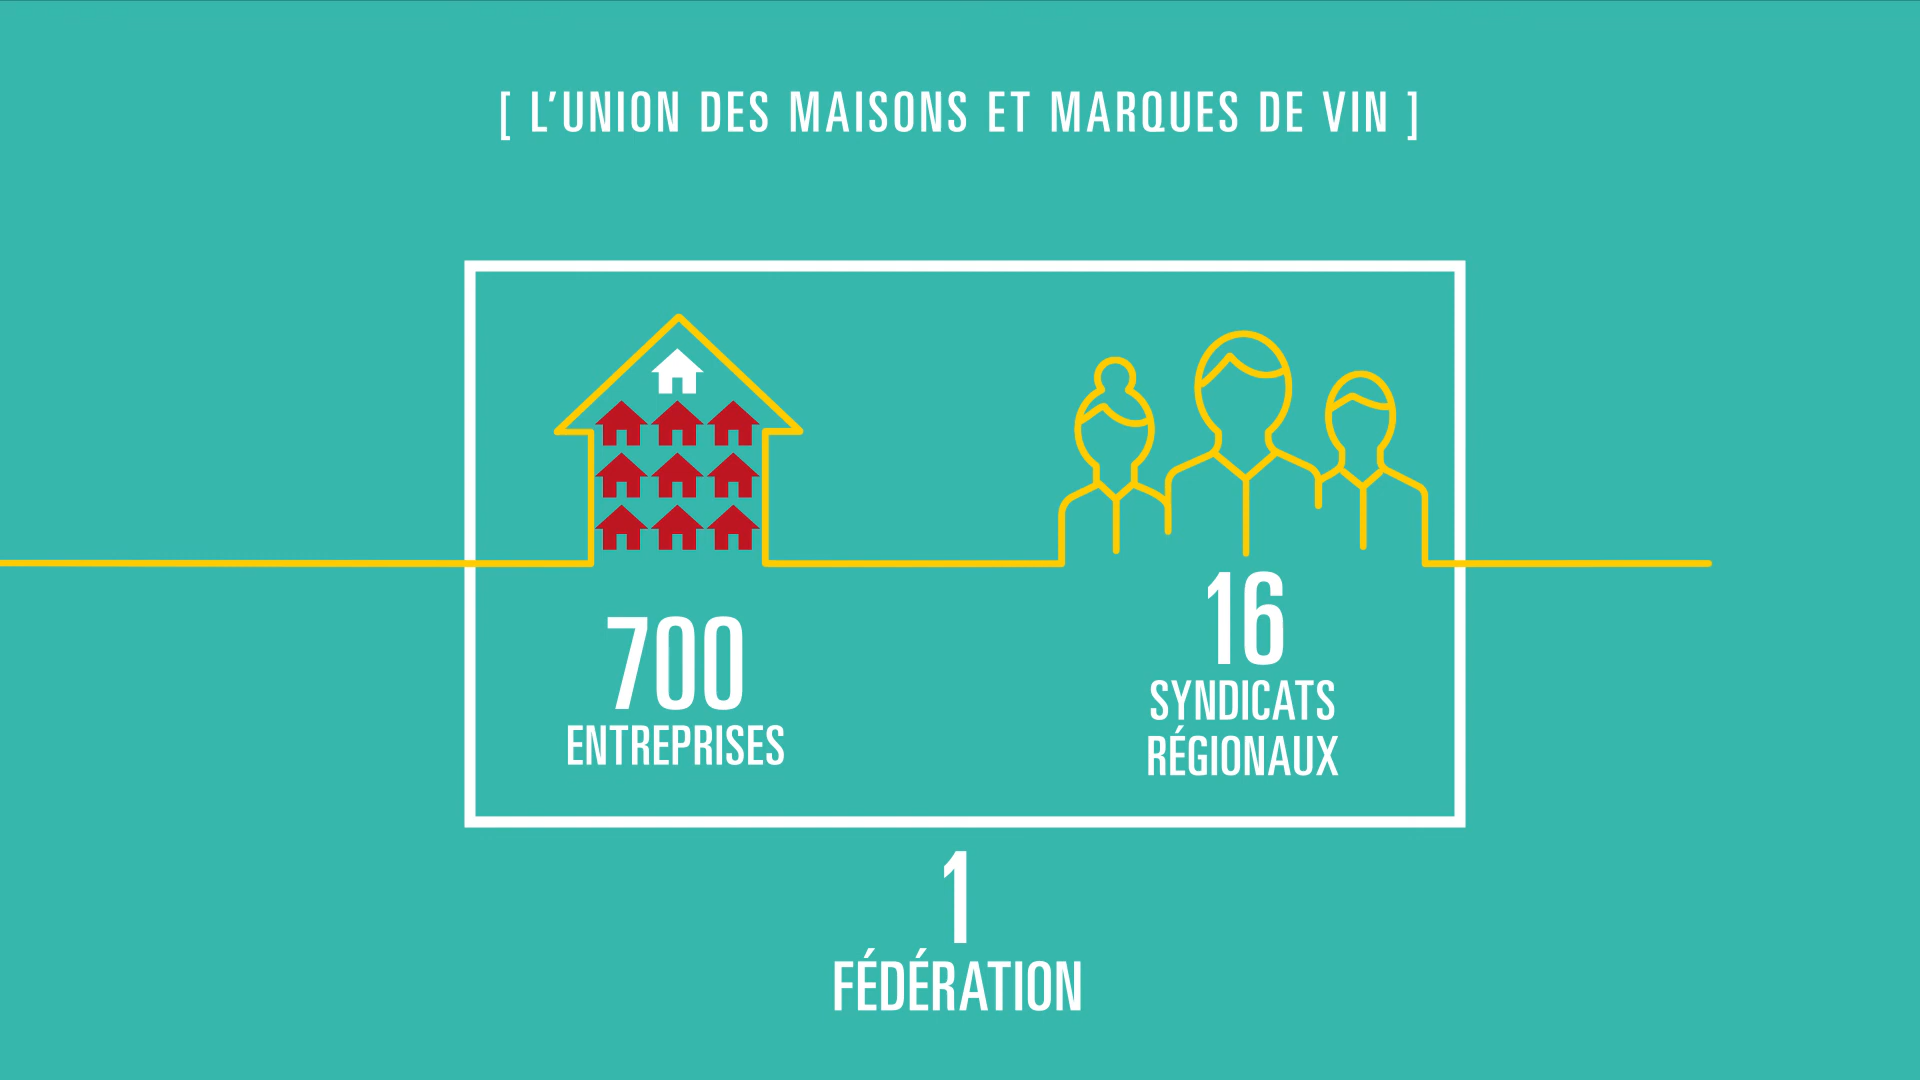 [ L’UNION DES MAISONS ET MARQUES DE VIN ]
700
ENTREPRISES
16
SYNDICATS
RÉGIONAUX
1
FÉDÉRATION